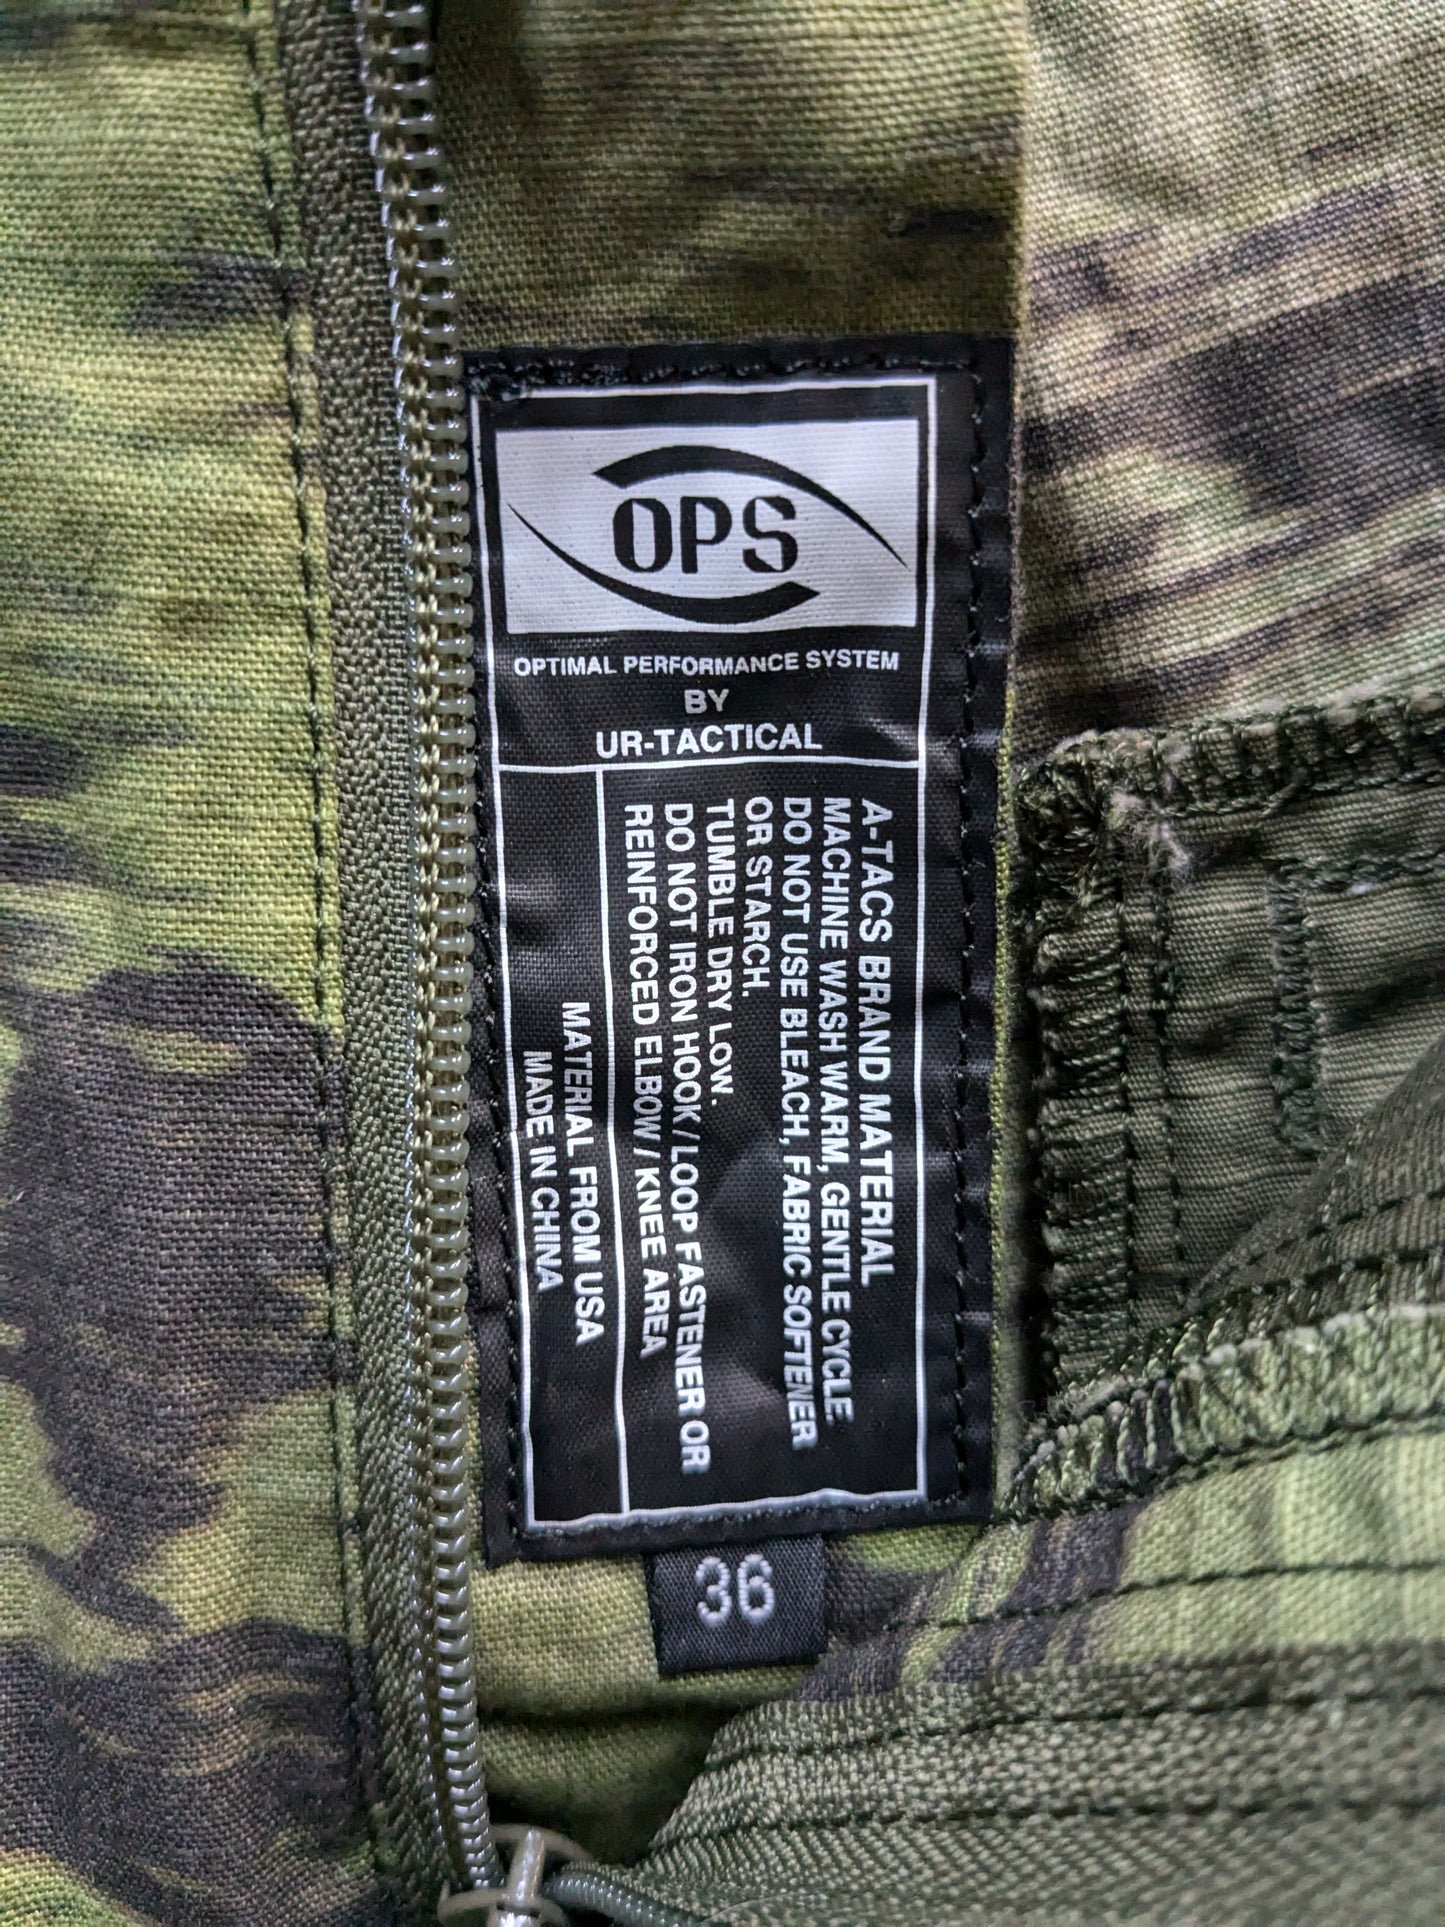 OPS
OPTIMAL PERFORMANCE SYSTEM
BY
UR-TACTICAL
A-TACS BRAND MATERIAL
MACHINE WASH WARM, GENTLE CYCLE.
DO NOT USE BLEACH, FABRIC SOFTENER
OR STARCH.
TUMBLE DRY LOW.
DO NOT IRON HOOK/LOOP FASTENER OR
REINFORCED ELBOW/KNEE AREA
MATERIAL FROM USA
MADE IN CHINA
36